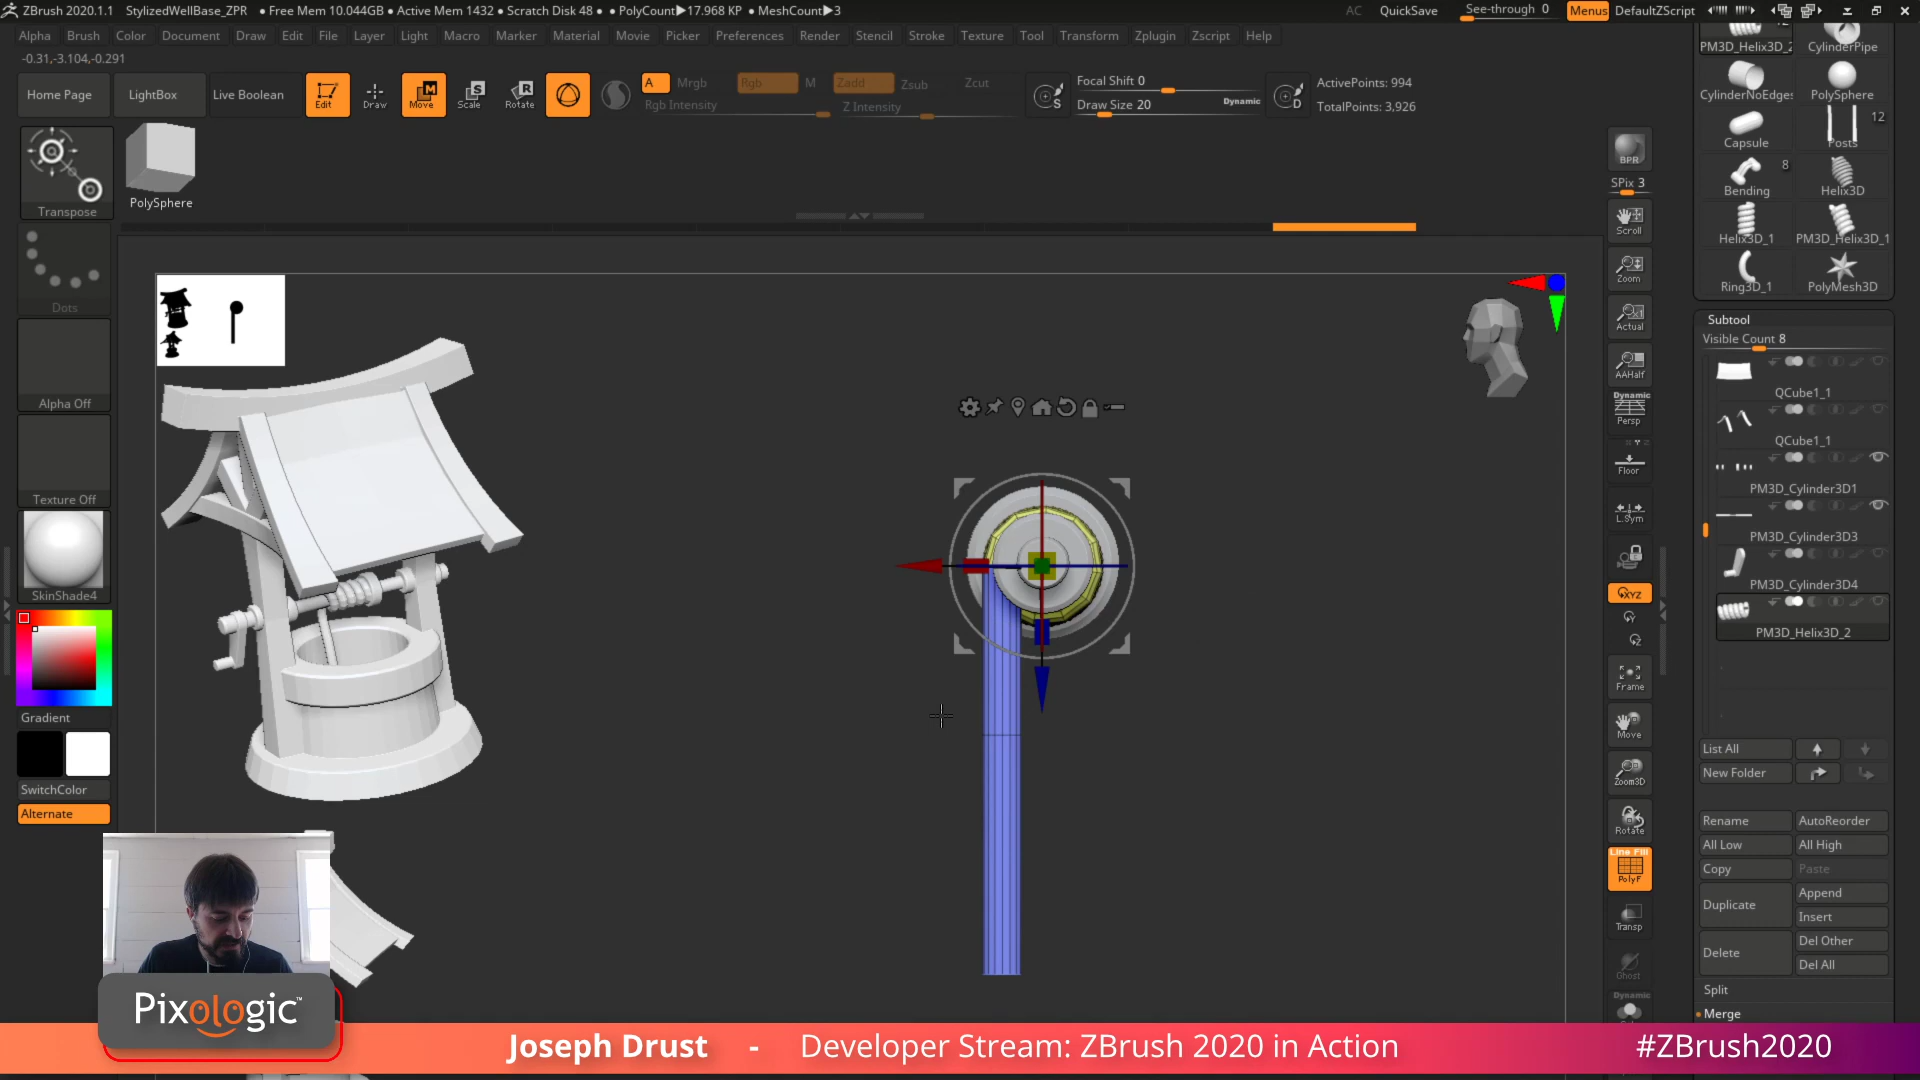 ZBrush 2020.1.1 StylizedWellBase_ZPR • Free Mem 10.044GB • Active Mem 1432 • Scratch Disk 48 • • PolyCount▶17.968 KP • MeshCount▶3
AC QuickSave See-through 0 Menus DefaultZScript
Alpha Brush Color Document Draw Edit File Layer Light Macro Marker Material Movie Picker Preferences Render Stencil Stroke Texture Tool Transform Zplugin Zscript Help
-0.31,-3.104,-0.291
Home Page LightBox Live Boolean
Edit Draw Move Scale Rotate
A Mrgb Rgb M Zadd Zsub Zcut
Rgb Intensity Z Intensity
Focal Shift 0
Draw Size 20 Dynamic
ActivePoints: 994
TotalPoints: 3,926
Transpose
PolySphere
Dots
Alpha Off
Texture Off
SkinShade4
Gradient
SwitchColor
Alternate
BPR
SPix 3
Scroll
Zoom
Actual
AAHalf
Dynamic
Persp
Floor
L.Sym
XYZ
Frame
Move
Zoom3D
Rotate
Line Fill
PolyF
Transp
Ghost
Dynamic
PM3D_Helix3D_2 CylinderPipe
CylinderNoEdges PolySphere
12
Capsule Posts
8
Bending Helix3D
Helix3D_1 PM3D_Helix3D_1
Ring3D_1 PolyMesh3D
Subtool
Visible Count 8
QCube1_1
QCube1_1
PM3D_Cylinder3D1
PM3D_Cylinder3D3
PM3D_Cylinder3D4
PM3D_Helix3D_2
List All
New Folder
Rename AutoReorder
All Low All High
Copy Paste
Duplicate Append
Insert
Delete Del Other
Del All
Split
Merge
Pixologic™
Joseph Drust - Developer Stream: ZBrush 2020 in Action #ZBrush2020